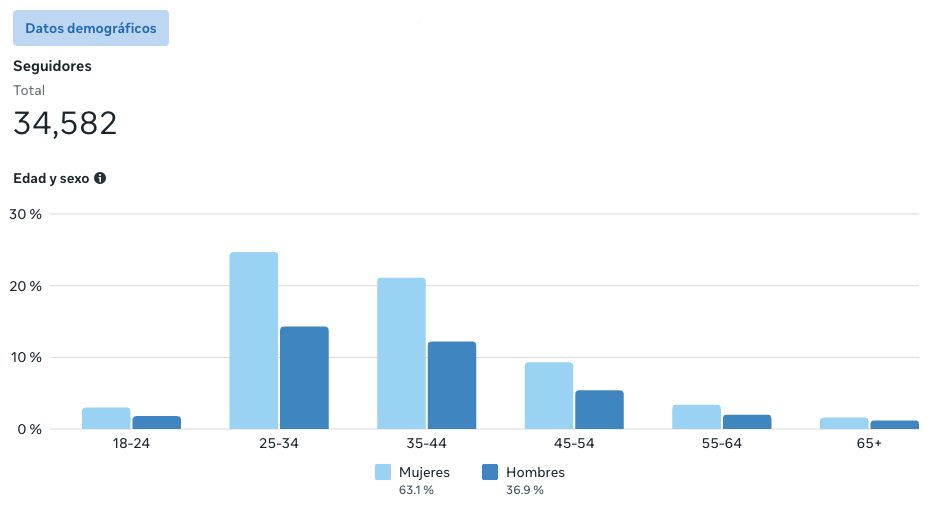 Datos demográficos
Seguidores
Total
34,582
Edad y sexo
30 %
20 %
10 %
0 %
18-24 25-34 35-44 45-54 55-64 65+
Mujeres Hombres
63.1 % 36.9 %